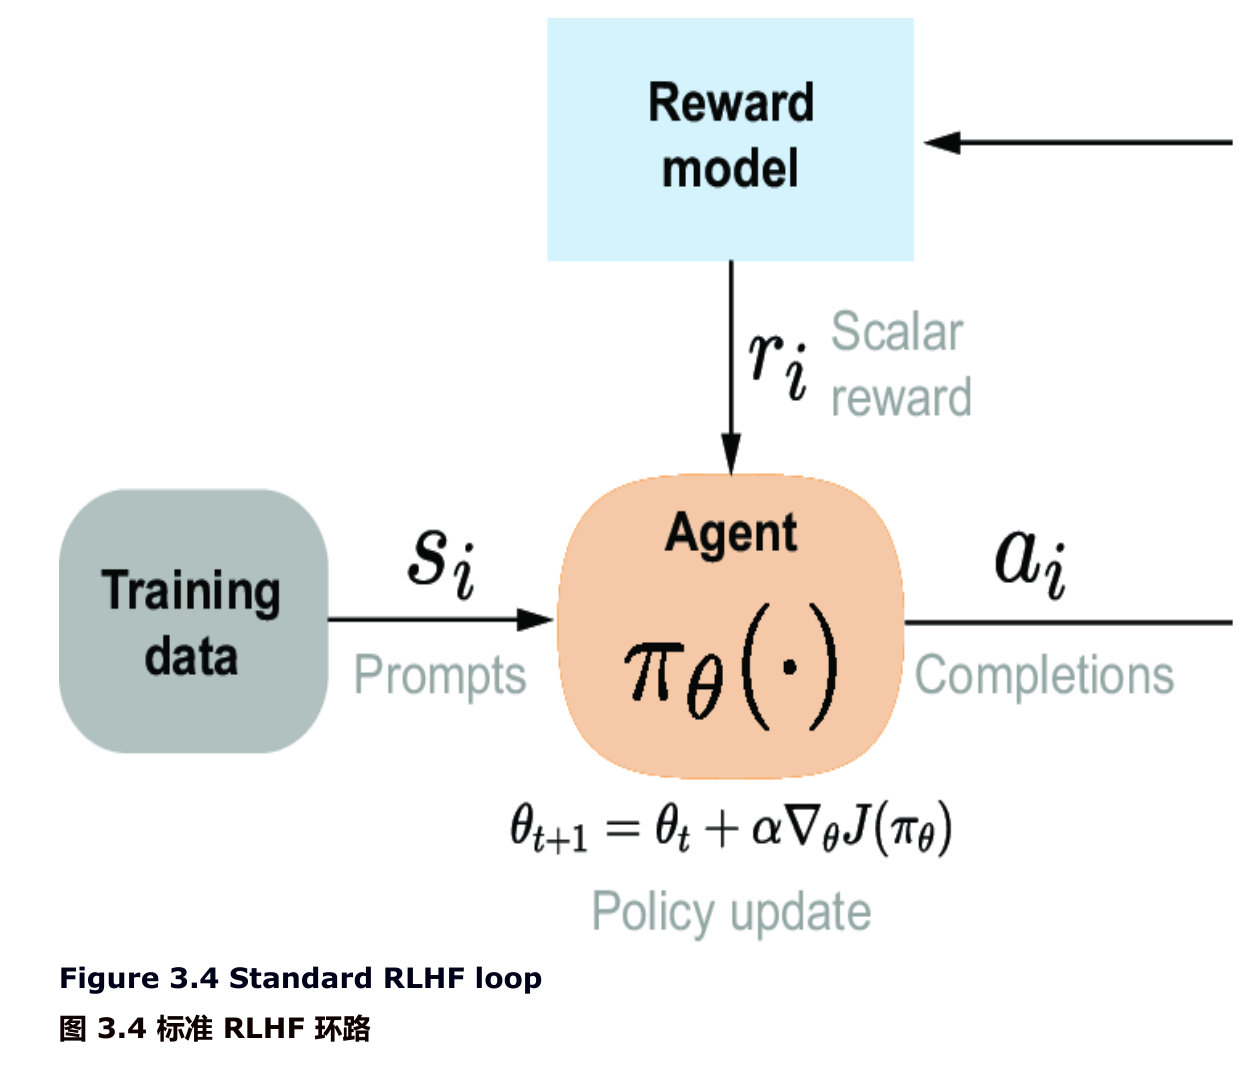 Reward
model
r_i
Scalar
reward
Training
data
s_i
Prompts
Agent
π_θ(·)
a_i
Completions
θ_{t+1} = θ_t + α∇_θJ(π_θ)
Policy update
Figure 3.4 Standard RLHF loop
图 3.4 标准 RLHF 环路